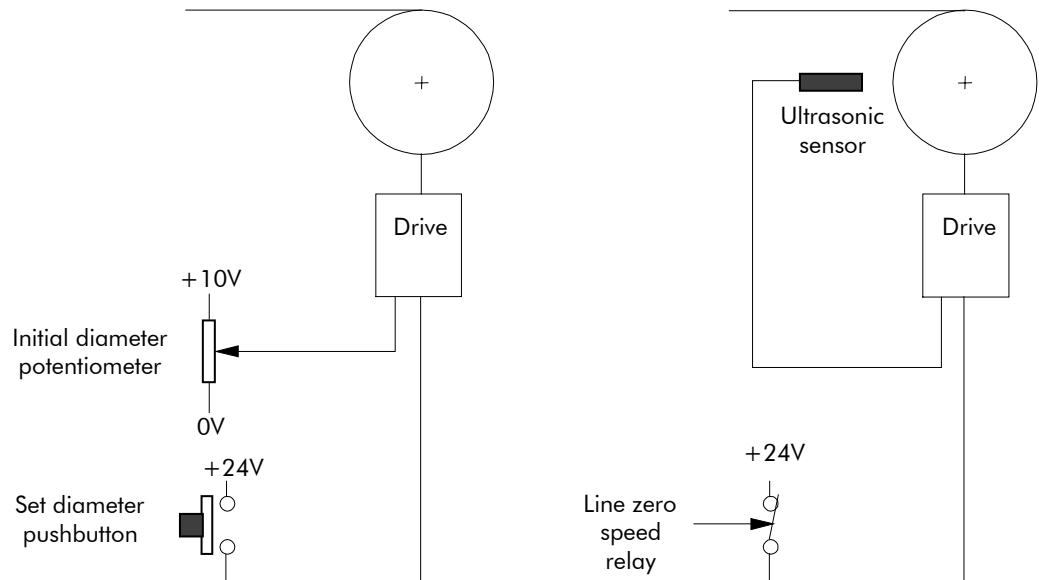 Ultrasonic
sensor
Drive
Drive
+10V
Initial diameter
potentiometer
0V
+24V
Set diameter
pushbutton
+24V
Line zero
speed
relay